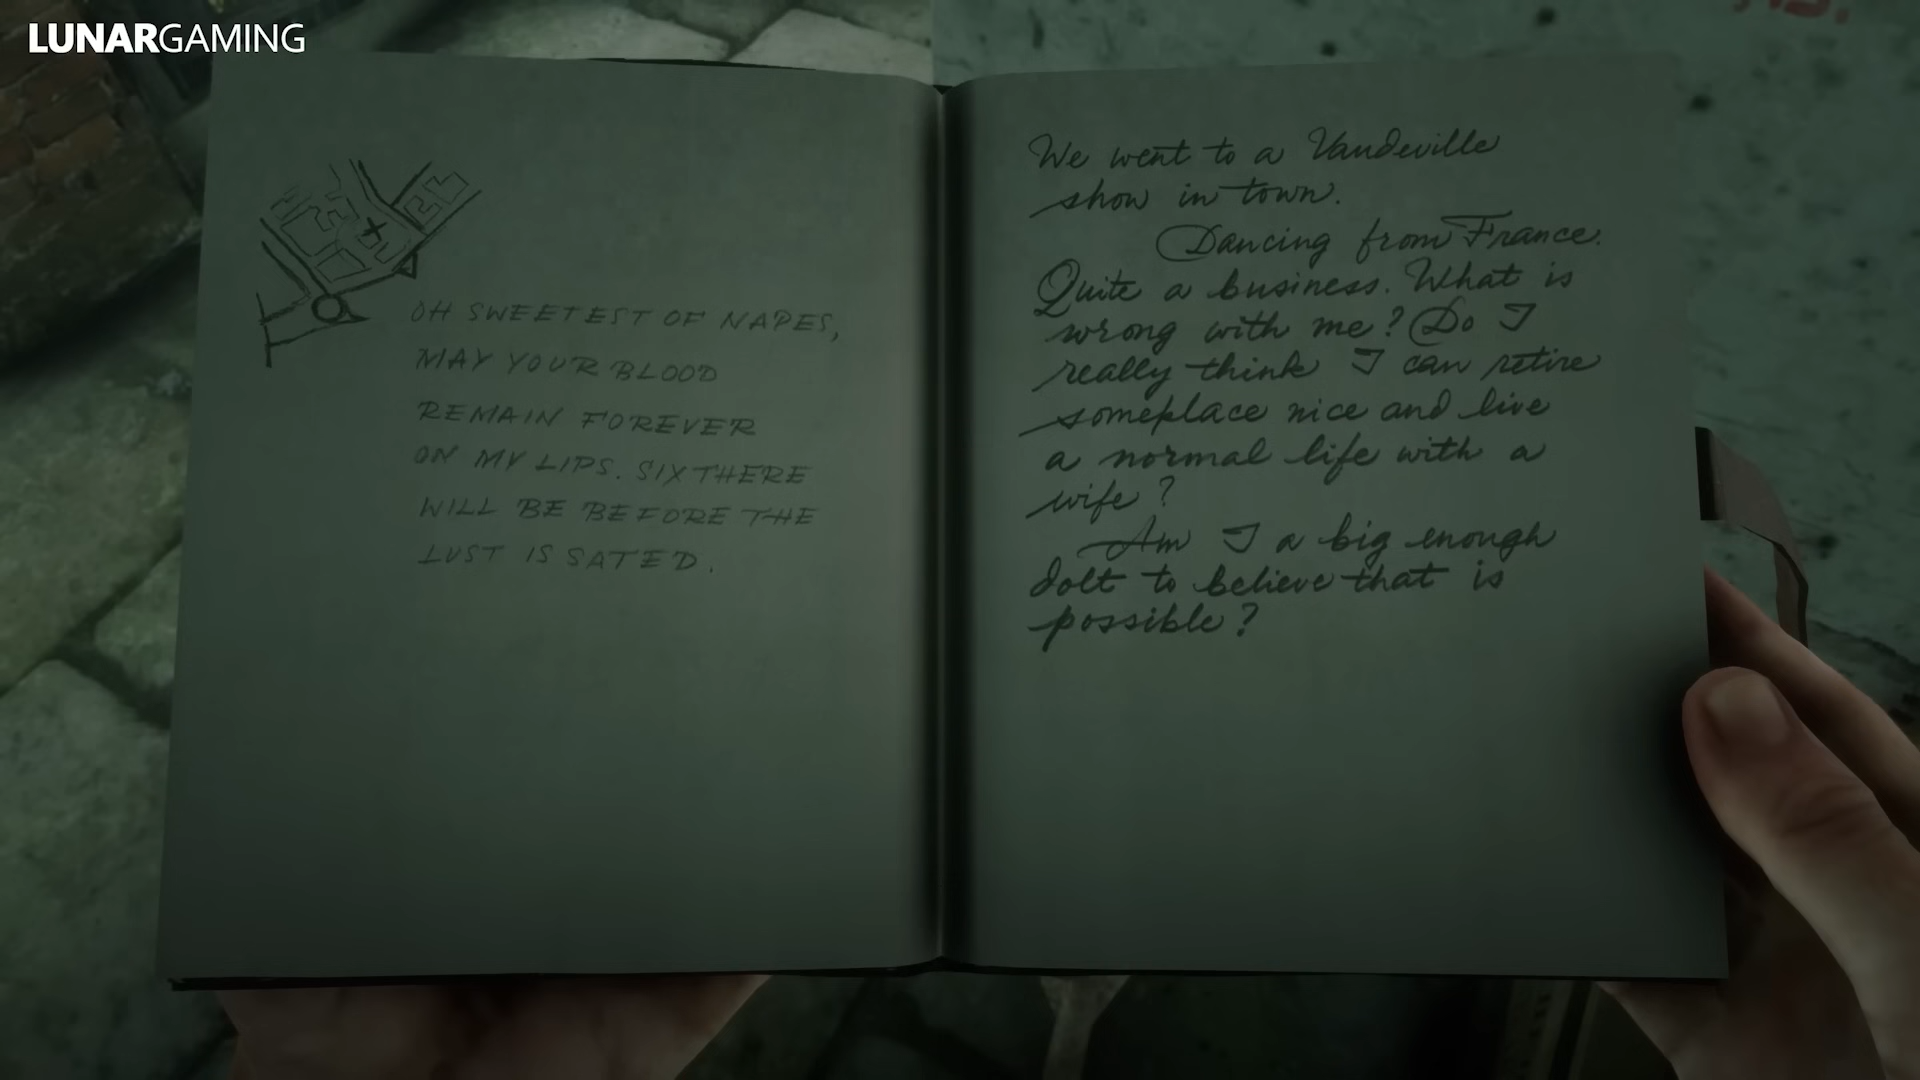 LUNARGAMING
OH SWEETEST OF NAPES,
MAY YOUR BLOOD
REMAIN FOREVER
ON MY LIPS. SIX THERE
WILL BE BEFORE THE
LUST IS SATED.
We went to a Vaudeville
show in town.
Dancing from France.
Quite a business. What is
wrong with me? Do I
really think I can retire
someplace nice and live
a normal life with a
wife?
Am I a big enough
dolt to believe that is
possible?